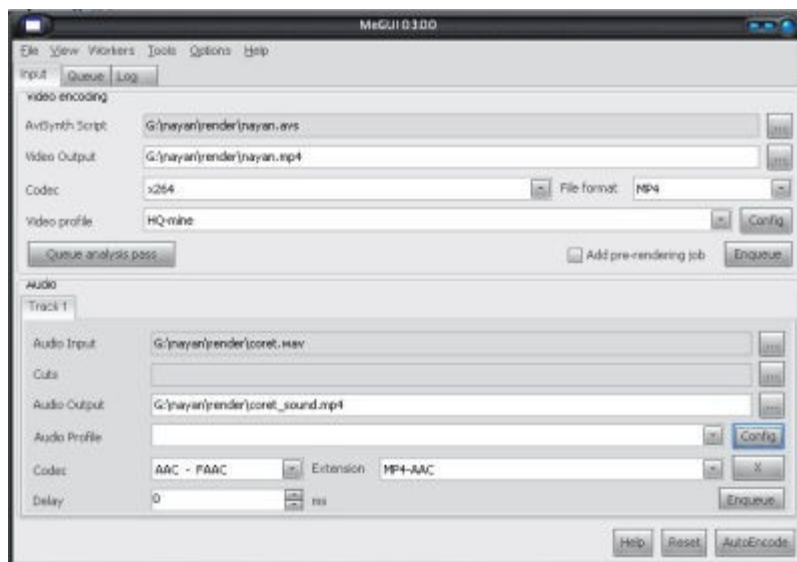 MeGUI 0.3.0.0
File View Workers Tools Options Help
Input Queue Log
Video encoding
AviSynth Script G:\nayan\render\nayan.avs ...
Video Output G:\nayan\render\nayan.mp4 ...
Codec x264 File format MP4
Video profile HQ-mine Config
Queue analysis pass Add pre-rendering job Enqueue
Audio
Track 1
Audio Input G:\nayan\render\coret.wav ...
Cuts ...
Audio Output G:\nayan\render\coret_sound.mp4 ...
Audio Profile Config
Codec AAC - FAAC Extension MP4-AAC X
Delay 0 ms Enqueue
Help Reset AutoEncode